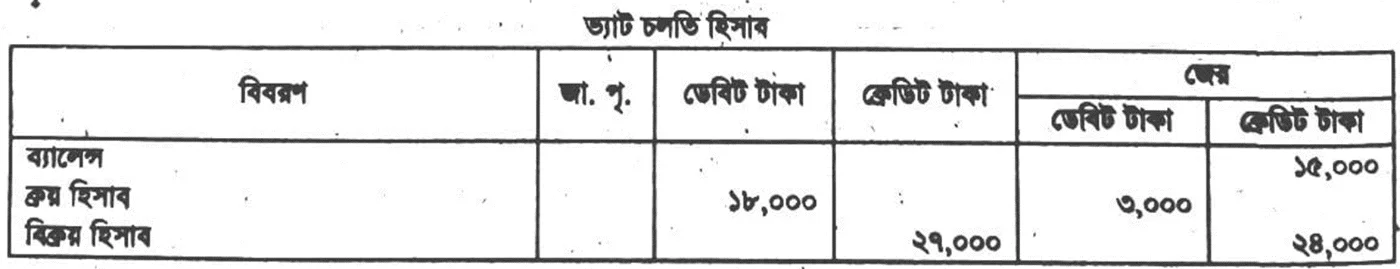 ভ্যাট চলতি হিসাব
বিবরণ জা. পৃ. ডেবিট টাকা ক্রেডিট টাকা জের
ডেবিট টাকা ক্রেডিট টাকা
ব্যালেন্স ১৫,০০০
ক্রয় হিসাব ১৮,০০০ ৩,০০০
বিক্রয় হিসাব ২৭,০০০ ২৪,০০০